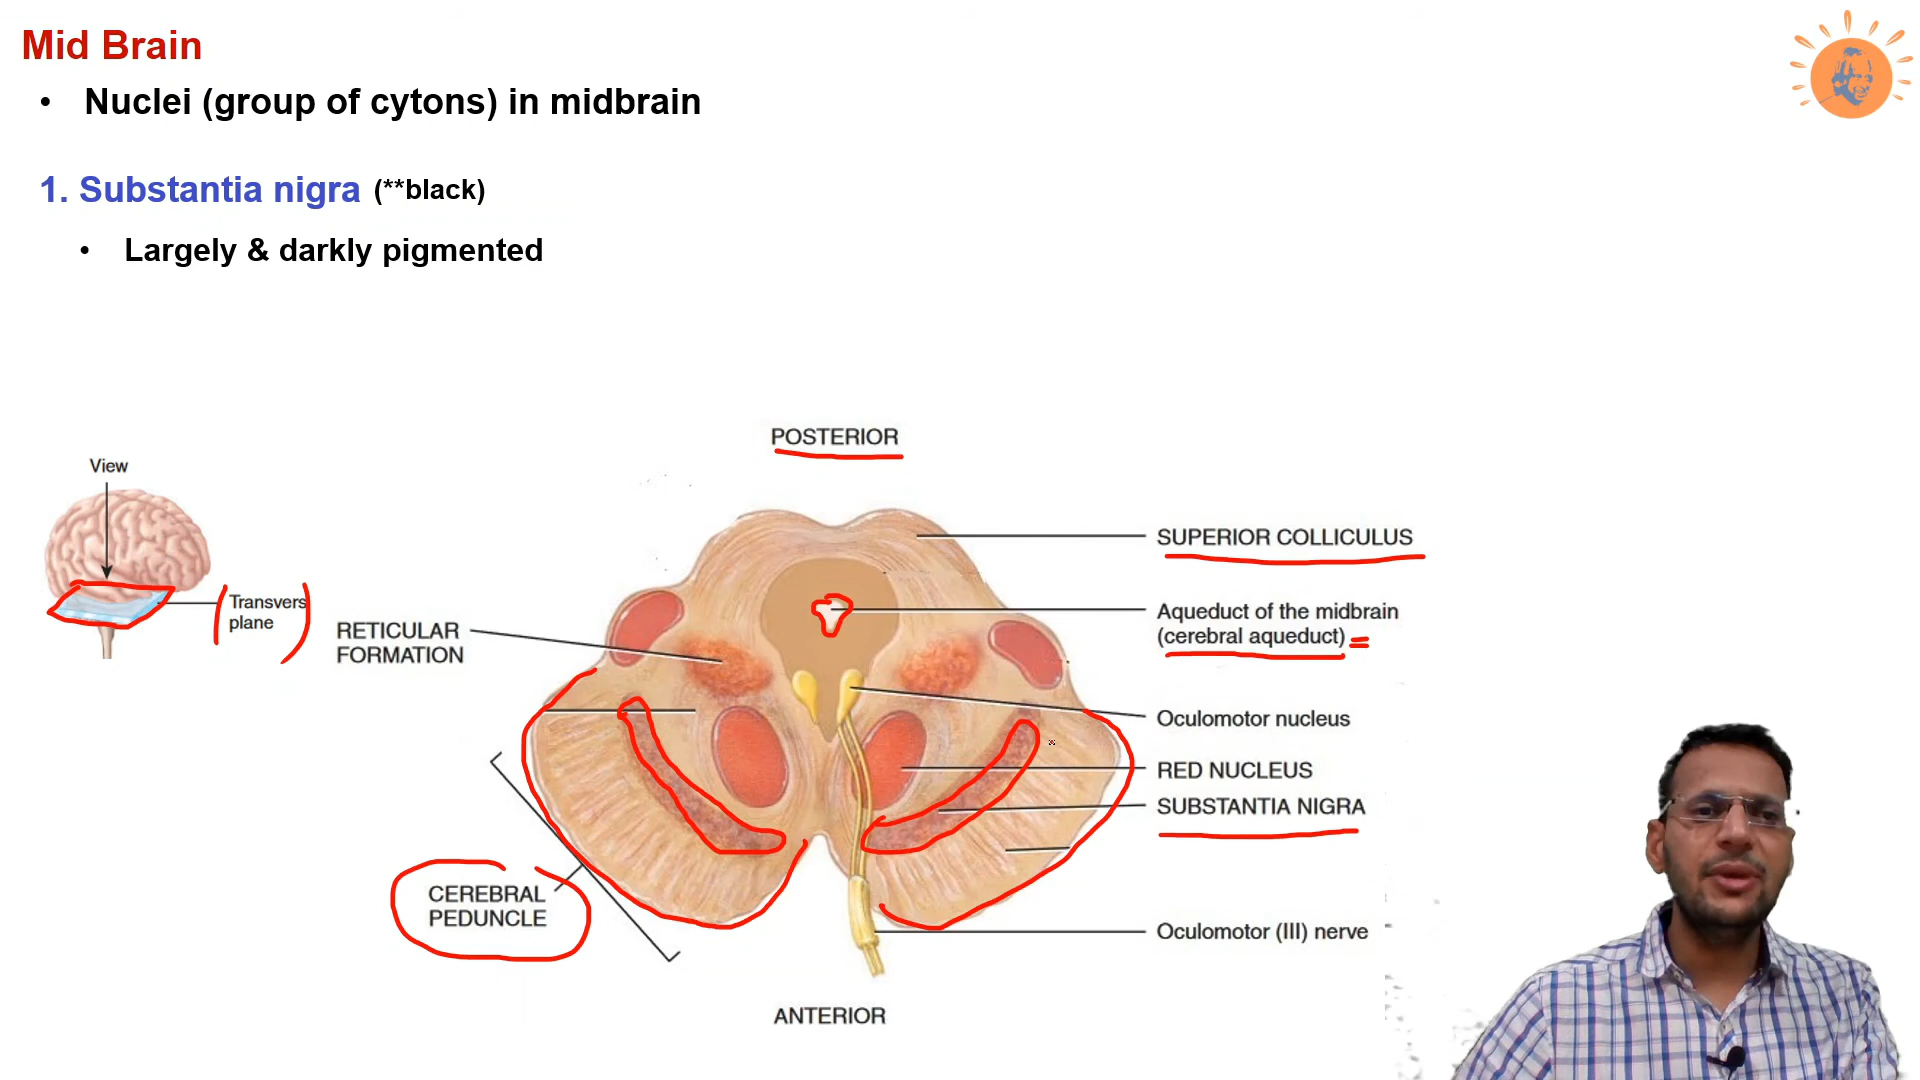 Mid Brain
• Nuclei (group of cytons) in midbrain
1. Substantia nigra (**black)
• Largely & darkly pigmented
POSTERIOR
View
SUPERIOR COLLICULUS
Transvers
plane
Aqueduct of the midbrain
(cerebral aqueduct)
RETICULAR
FORMATION
Oculomotor nucleus
RED NUCLEUS
SUBSTANTIA NIGRA
CEREBRAL
PEDUNCLE
Oculomotor (III) nerve
ANTERIOR